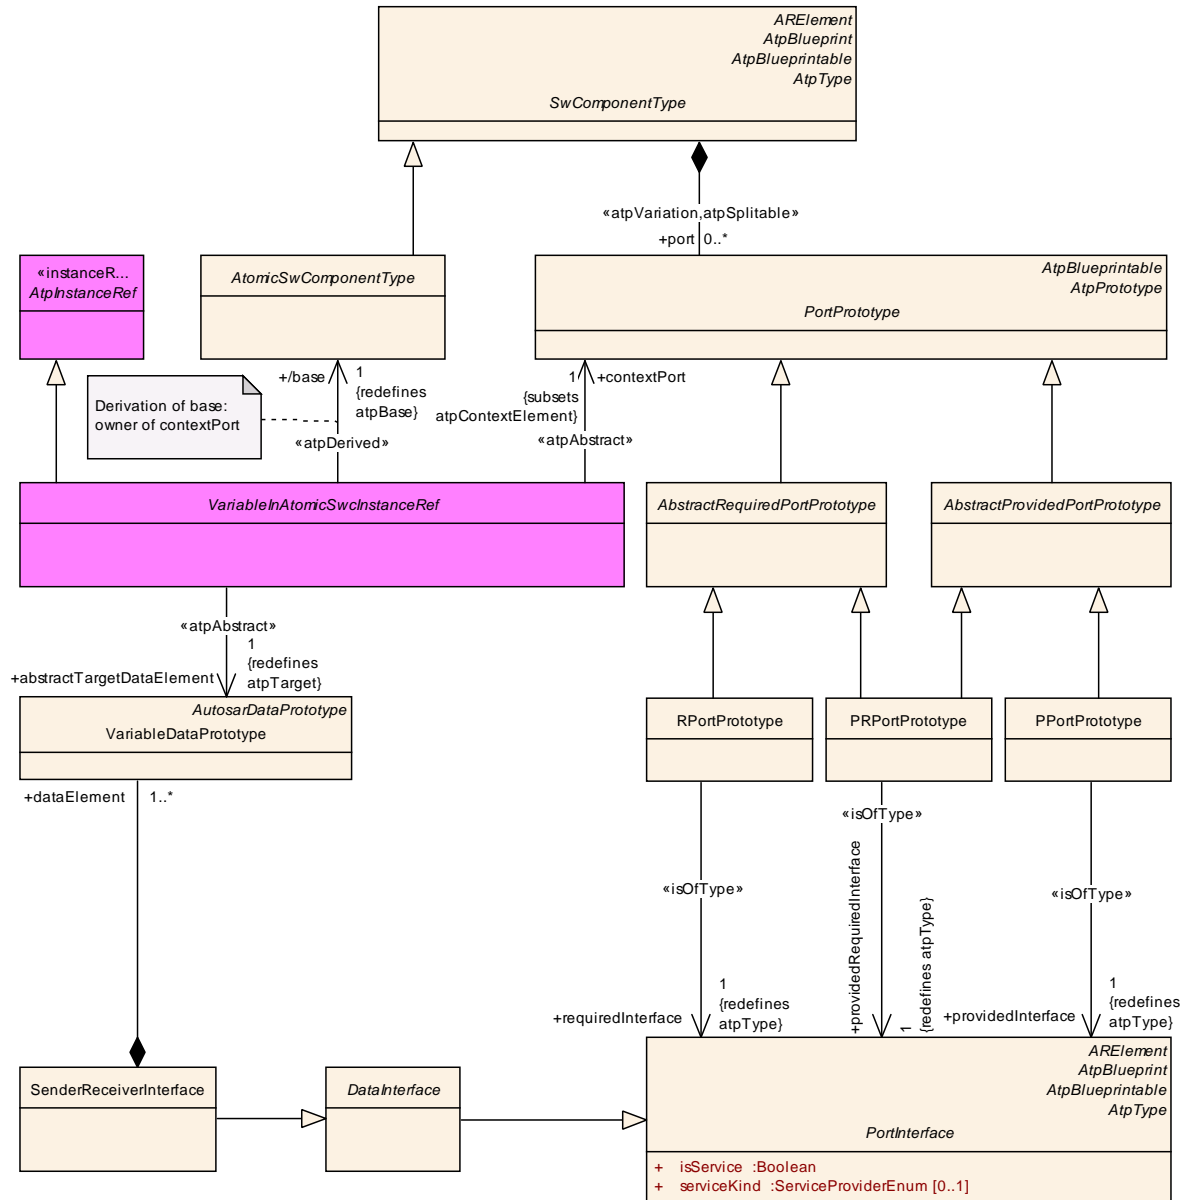 ARElement
AtpBlueprint
AtpBlueprintable
AtpType
SwComponentType
«atpVariation,atpSplitable»
+port 0..*
«instanceR...
AtpInstanceRef
AtomicSwComponentType
AtpBlueprintable
AtpPrototype
PortPrototype
Derivation of base:
owner of contextPort
+/base
1
{redefines
atpBase}
«atpDerived»
1
+contextPort
{subsets
atpContextElement}
«atpAbstract»
VariableInAtomicSwcInstanceRef
AbstractRequiredPortPrototype
AbstractProvidedPortPrototype
«atpAbstract»
1
{redefines
atpTarget}
+abstractTargetDataElement
AutosarDataPrototype
VariableDataPrototype
RPortPrototype
PRPortPrototype
PPortPrototype
+dataElement
1..*
«isOfType»
«isOfType»
«isOfType»
+requiredInterface
1
{redefines
atpType}
+providedRequiredInterface
1
{redefines atpType}
+providedInterface
1
{redefines
atpType}
SenderReceiverInterface
DataInterface
ARElement
AtpBlueprint
AtpBlueprintable
AtpType
PortInterface
+ isService :Boolean
+ serviceKind :ServiceProviderEnum [0..1]